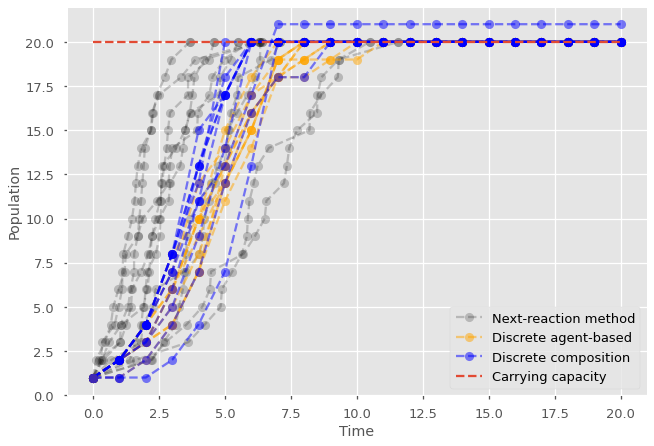 20.0
17.5
15.0
12.5
10.0
7.5
5.0
2.5
0.0
Population
Next-reaction method
Discrete agent-based
Discrete composition
Carrying capacity
0.0 2.5 5.0 7.5 10.0 12.5 15.0 17.5 20.0
Time